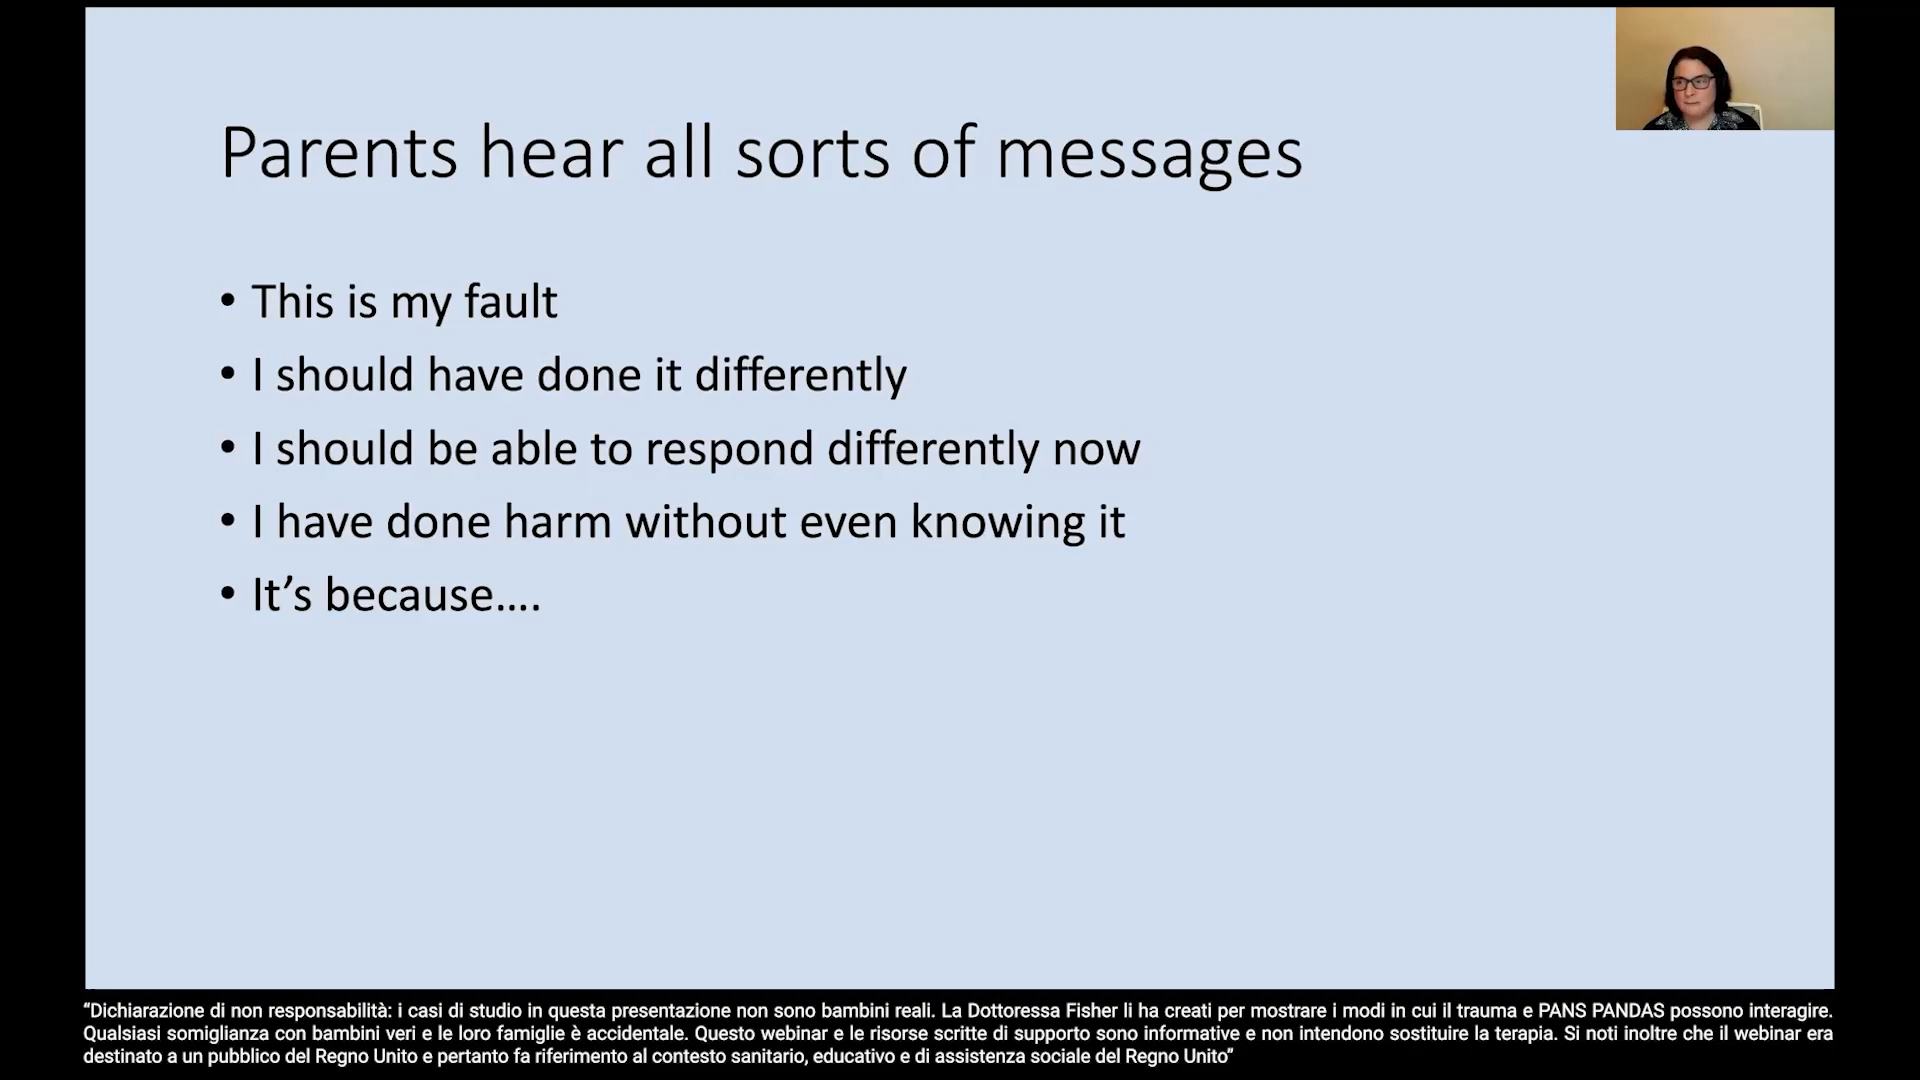 Parents hear all sorts of messages
• This is my fault
• I should have done it differently
• I should be able to respond differently now
• I have done harm without even knowing it
• It’s because….
“Dichiarazione di non responsabilità: i casi di studio in questa presentazione non sono bambini reali. La Dottoressa Fisher li ha creati per mostrare i modi in cui il trauma e PANS PANDAS possono interagire.
Qualsiasi somiglianza con bambini veri e le loro famiglie è accidentale. Questo webinar e le risorse scritte di supporto sono informative e non intendono sostituire la terapia. Si noti inoltre che il webinar era
destinato a un pubblico del Regno Unito e pertanto fa riferimento al contesto sanitario, educativo e di assistenza sociale del Regno Unito”